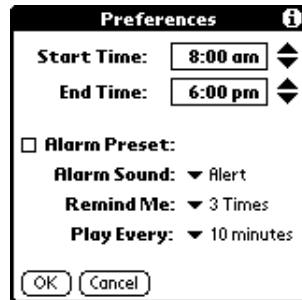 Preferences i
Start Time: 8:00 am
End Time: 6:00 pm
Alarm Preset:
Alarm Sound: Alert
Remind Me: 3 Times
Play Every: 10 minutes
OK Cancel